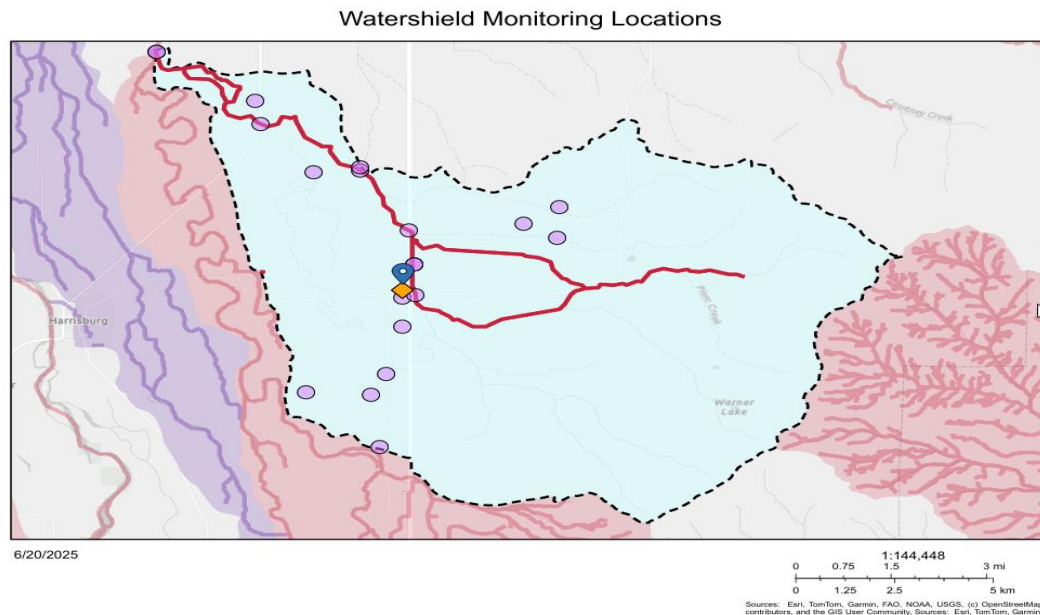 Watershield Monitoring Locations
Courtney Creek
Harrisburg
Creek
Warner
Lake
6/20/2025
1:144,448
0 0.75 1.5 3 mi
0 1.25 2.5 5 km
Sources: Esri, TomTom, Garmin, FAO, NOAA, USGS, (c) OpenStreetMap
contributors, and the GIS User Community, Sources: Esri, TomTom, Garmin,